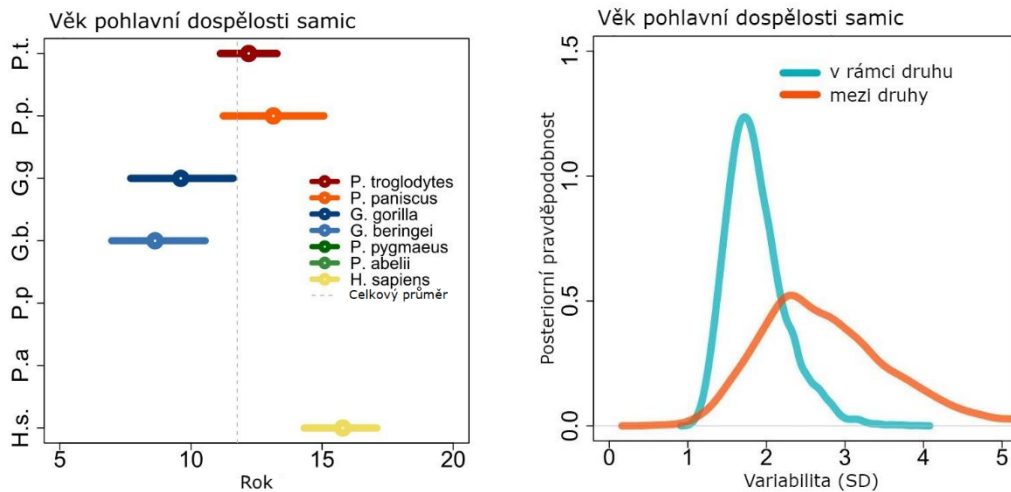 Věk pohlavní dospělosti samic
P.t.
P.p.
G.g
G.b.
P.p
P.a
H.s.
P. troglodytes
P. paniscus
G. gorilla
G. beringei
P. pygmaeus
P. abelii
H. sapiens
Celkový průměr
5 10 15 20
Rok
Věk pohlavní dospělosti samic
Posteriorní pravděpodobnost
1.5
1.0
0.5
0.0
v rámci druhu
mezi druhy
0 1 2 3 4 5
Variabilita (SD)